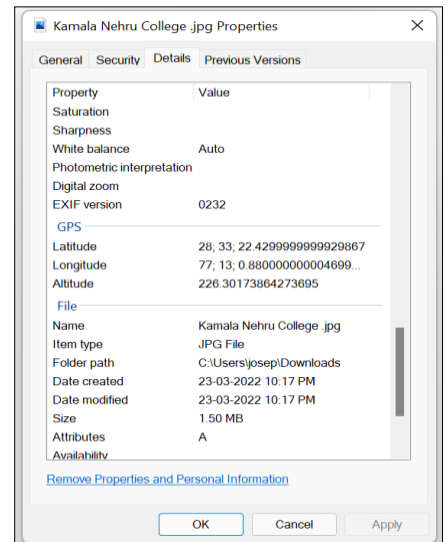 Kamala Nehru College .jpg Properties
General Security Details Previous Versions
Property Value
Saturation
Sharpness
White balance Auto
Photometric interpretation
Digital zoom
EXIF version 0232
GPS
Latitude 28; 33; 22.4299999999929867
Longitude 77; 13; 0.880000000004699...
Altitude 226.30173864273695
File
Name Kamala Nehru College .jpg
Item type JPG File
Folder path C:\Users\josep\Downloads
Date created 23-03-2022 10:17 PM
Date modified 23-03-2022 10:17 PM
Size 1.50 MB
Attributes A
Availability
Remove Properties and Personal Information
OK Cancel Apply